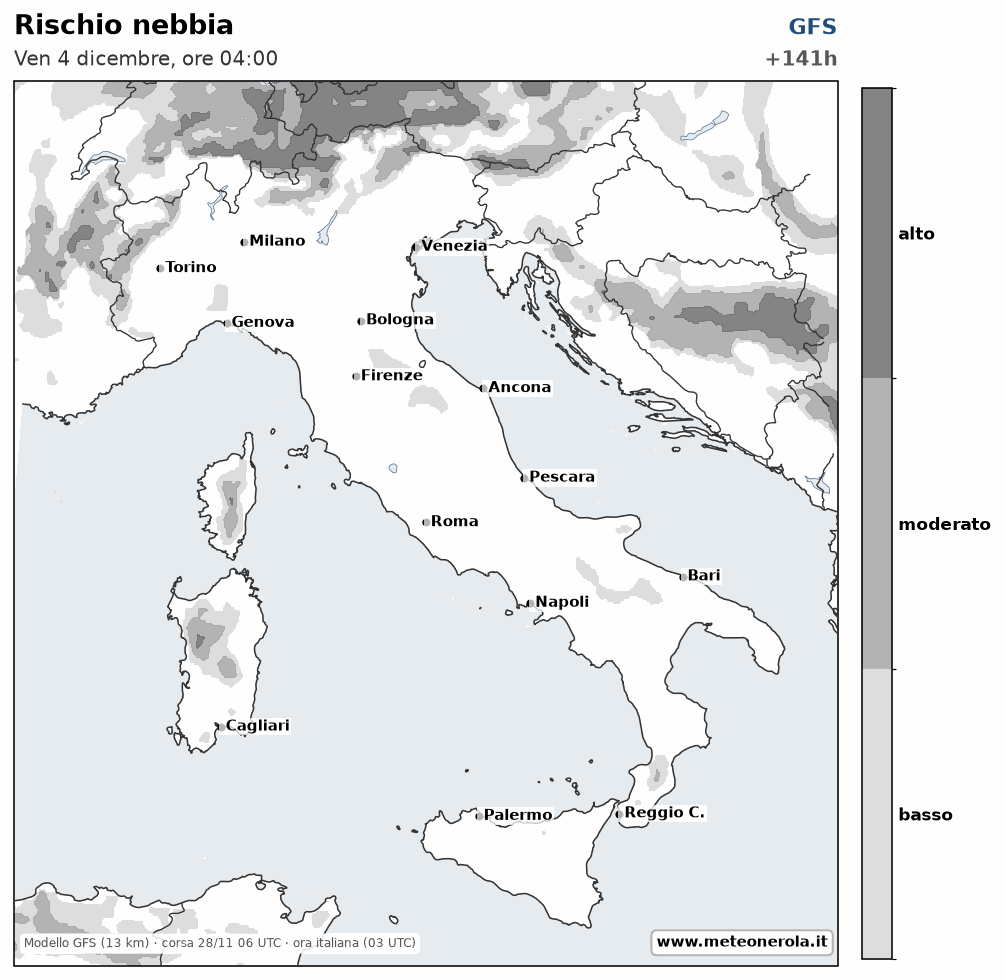 Rischio nebbia
GFS
Ven 4 dicembre, ore 04:00
+141h
alto
moderato
basso
Milano
Venezia
Torino
Genova
Bologna
Firenze
Ancona
Pescara
Roma
Bari
Napoli
Cagliari
Palermo
Reggio C.
Modello GFS (13 km) · corsa 28/11 06 UTC · ora italiana (03 UTC)
www.meteonerola.it